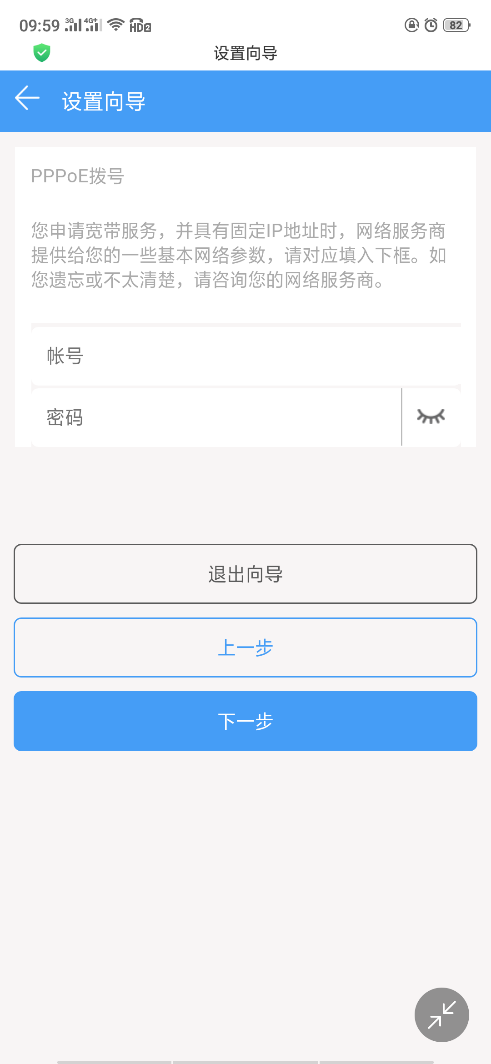 09:59 3G 4G+ HD2 82
设置向导
设置向导
PPPoE拨号
您申请宽带服务，并具有固定IP地址时，网络服务商
提供给您的一些基本网络参数，请对应填入下框。如
您遗忘或不太清楚，请咨询您的网络服务商。
帐号
密码
退出向导
上一步
下一步